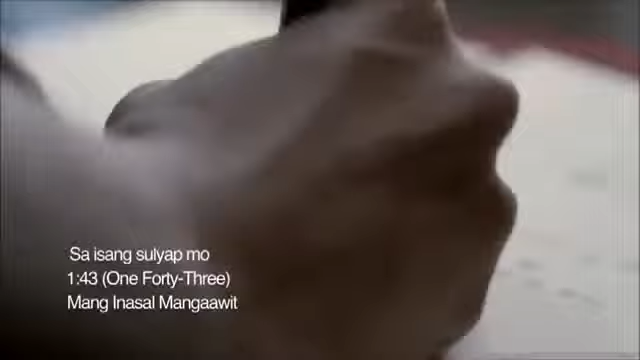 Sa isang sulyap mo
1:43 (One Forty-Three)
Mang Inasal Mangaawit